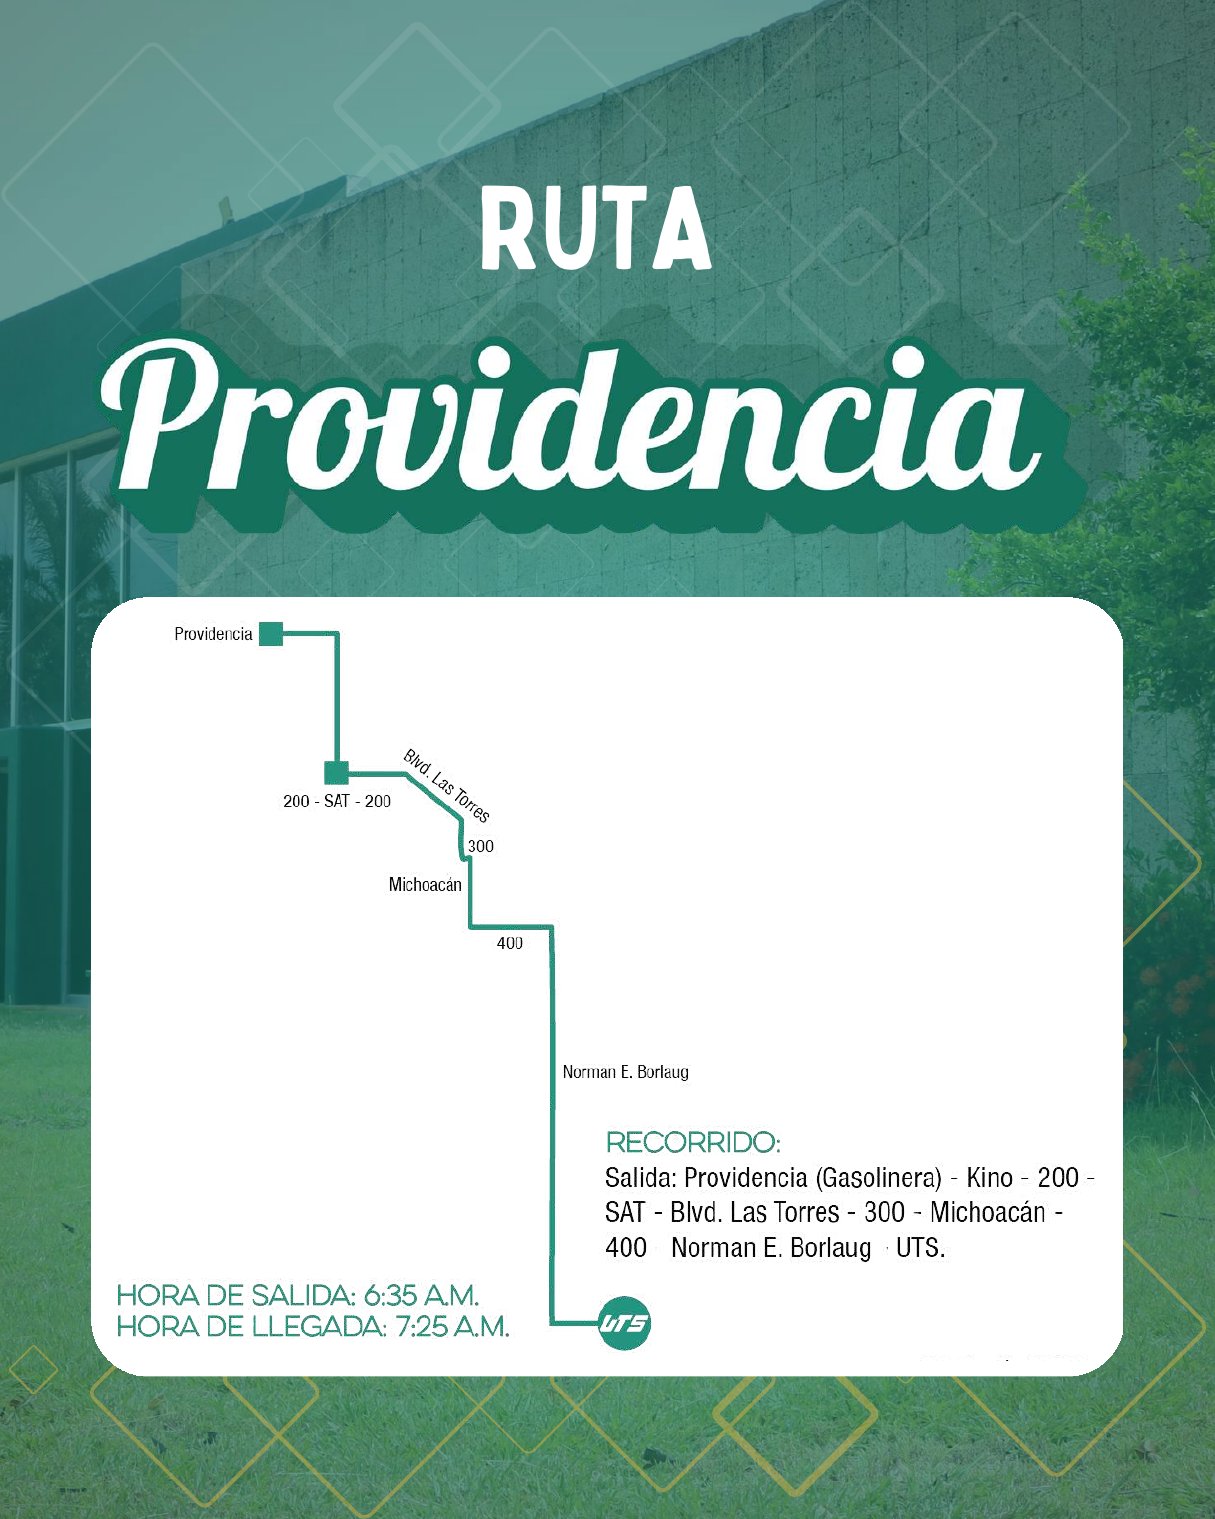 RUTA
Providencia
Providencia
Blvd. Las Torres
200 - SAT - 200
300
Michoacán
400
Norman E. Borlaug
RECORRIDO:
Salida: Providencia (Gasolinera) - Kino - 200 -
SAT - Blvd. Las Torres - 300 - Michoacán -
400 Norman E. Borlaug · UTS.
HORA DE SALIDA: 6:35 A.M.
HORA DE LLEGADA: 7:25 A.M.
UTS